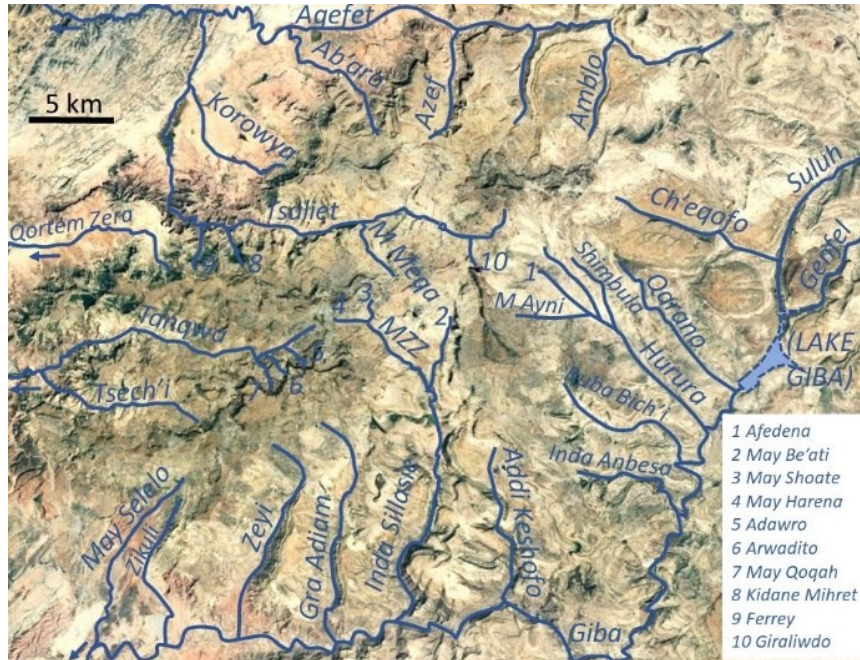 Agefet
Ab'ara
Azef
Amblo
5 km
Korowya
Suluh
Ch'eqofo
Tsaliet
Qortem Zera
Genfel
M Meqa
9
8
10
1
Shimbula
Qarano
3
M Ayni
4
2
Tanqwa
MZZ
Hurura
(LAKE
GIBA)
5
6
Tsech'i
Ruba Bich'i
Inda Anbesa
May Selelo
Zikuli
Zeyi
Gra Adiam
Inda Sillasie
Addi Keshofo
Giba
1 Afedena
2 May Be'ati
3 May Shoate
4 May Harena
5 Adawro
6 Arwadito
7 May Qoqah
8 Kidane Mihret
9 Ferrey
10 Giraliwdo